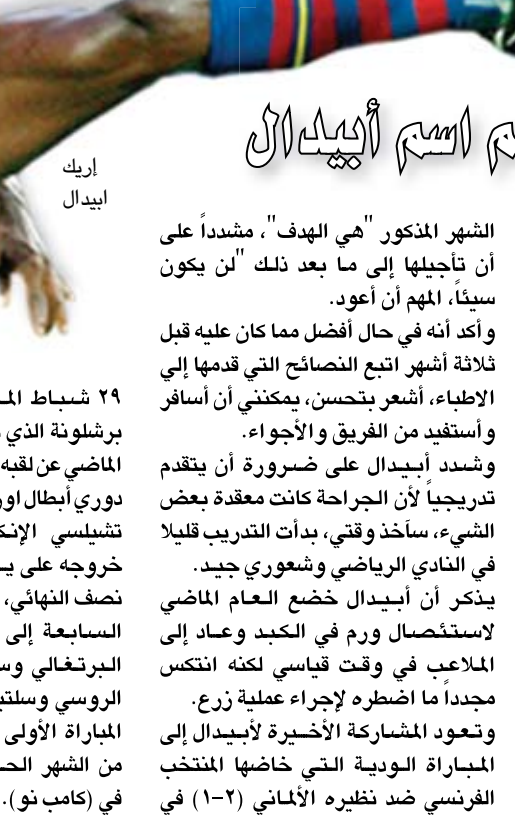 م اسم أبيدال
إريك
ابيدال
الشهر المذكور "هي الهدف"، مشدداً على
أن تأجيلها إلى ما بعد ذلك "لن يكون
سيئاً، المهم أن أعود.
وأكد أنه في حال أفضل مما كان عليه قبل
ثلاثة أشهر اتبع النصائح التي قدمها إلي
الاطباء، أشعر بتحسن، يمكنني أن أسافر
وأستفيد من الفريق والأجواء.
وشدد أبيدال على ضرورة أن يتقدم
تدريجياً لأن الجراحة كانت معقدة بعض
الشيء، سآخذ وقتي، بدأت التدريب قليلا
في النادي الرياضي وشعوري جيد.
يذكر أن أبيدال خضع العام الماضي
لاستئصال ورم في الكبد وعاد إلى
الملاعب في وقت قياسي لكنه انتكس
مجدداً ما اضطره لإجراء عملية زرع.
وتعود المشاركة الأخيرة لأبيدال إلى
المباراة الودية التي خاضها المنتخب
الفرنسي ضد نظيره الألماني (٢-١) في
٢٩ شباط
برشلونة الذي
الماضي عن لقبه
دوري أبطال
تشيلسي
خروجه على
نصف النهائي،
السابعة إلى
البرتغالي
الروسي
المباراة الأولى
من الشهر
في (كامب نو).